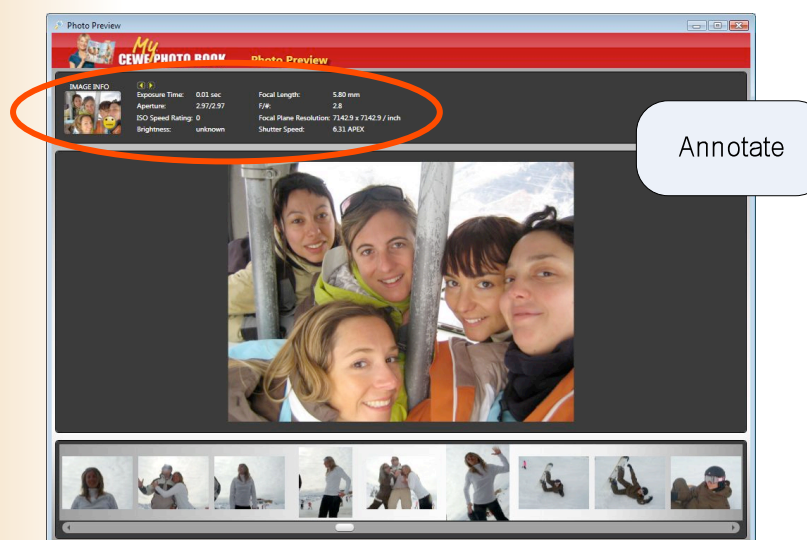 Photo Preview
My
CEWE PHOTO BOOK
Photo Preview
IMAGE INFO
Exposure Time: 0.01 sec
Focal Length: 5.80 mm
Aperture: 2.97/2.97
F/#: 2.8
ISO Speed Rating: 0
Focal Plane Resolution: 7142.9 x 7142.9 / inch
Brightness: unknown
Shutter Speed: 6.31 APEX
Annotate